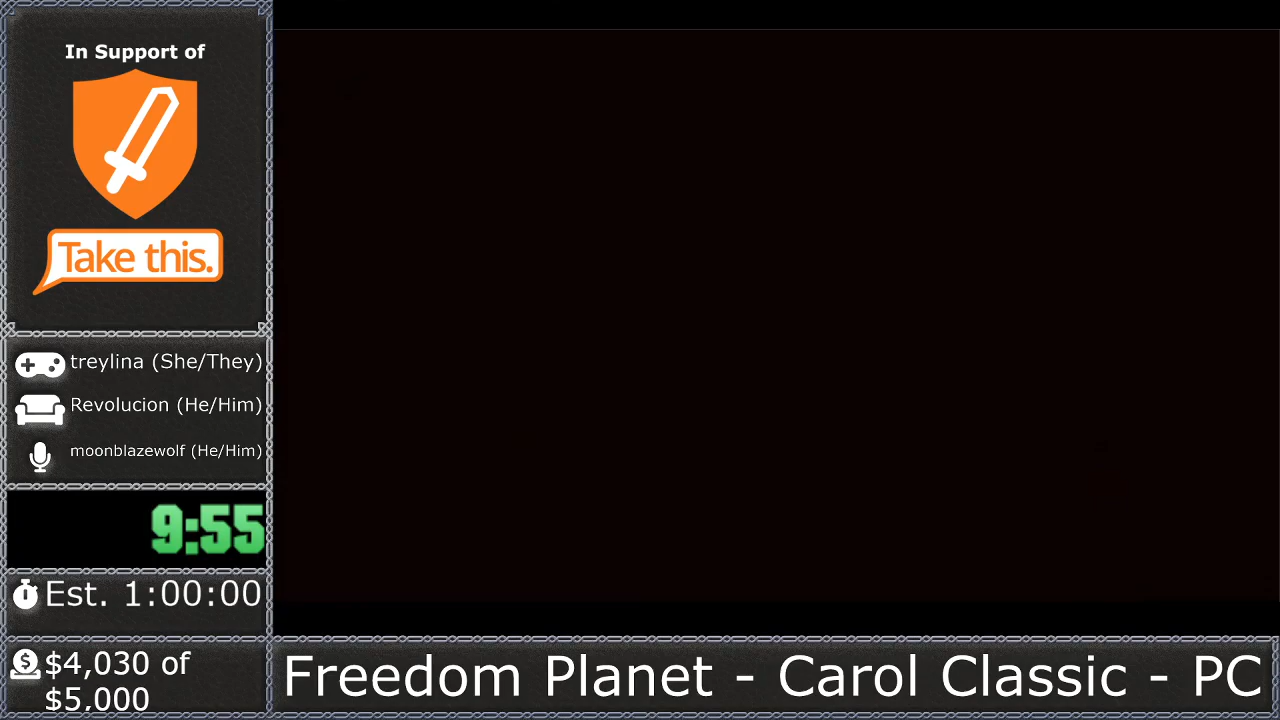 In Support of
Take this.
treylina (She/They)
Revolucion (He/Him)
moonblazewolf (He/Him)
9:55
Est. 1:00:00
$4,030 of
$5,000
Freedom Planet - Carol Classic - PC